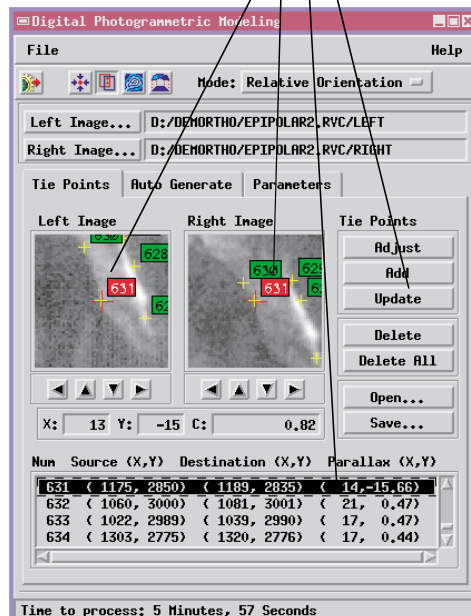 Digital Photogrammetric Modeling
File Help
Mode: Relative Orientation
Left Image... D:/DEMORTHO/EPIPOLAR2.RVC/LEFT
Right Image... D:/DEMORTHO/EPIPOLAR2.RVC/RIGHT
Tie Points Auto Generate Parameters
Left Image Right Image Tie Points
630 628 631 62
630 629 631 6
Adjust
Add
Update
Delete
Delete All
Open...
Save...
X: 13 Y: -15 C: 0.82
Num Source (X,Y) Destination (X,Y) Parallax (X,Y)
631 ( 1175, 2850) ( 1189, 2835) ( 14,-15.66)
632 ( 1060, 3000) ( 1081, 3001) ( 21, 0.47)
633 ( 1022, 2989) ( 1039, 2990) ( 17, 0.47)
634 ( 1303, 2775) ( 1320, 2776) ( 17, 0.44)
Time to process: 5 Minutes, 57 Seconds